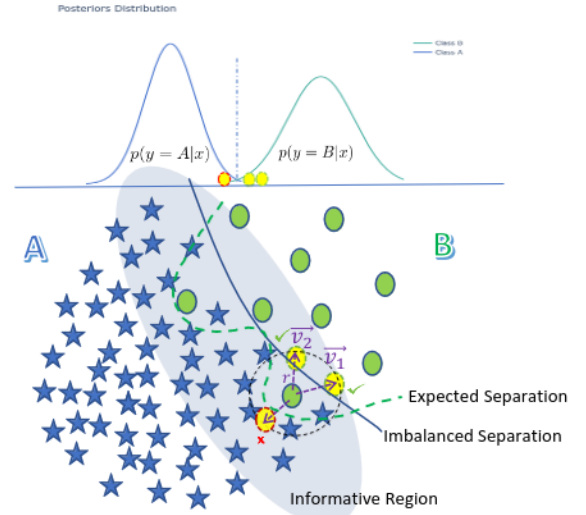 Posteriors Distribution
Class B
Class A
p(y = A|x)
p(y = B|x)
A
B
✓
v₂
v₁
r
✓
x
Expected Separation
Imbalanced Separation
Informative Region